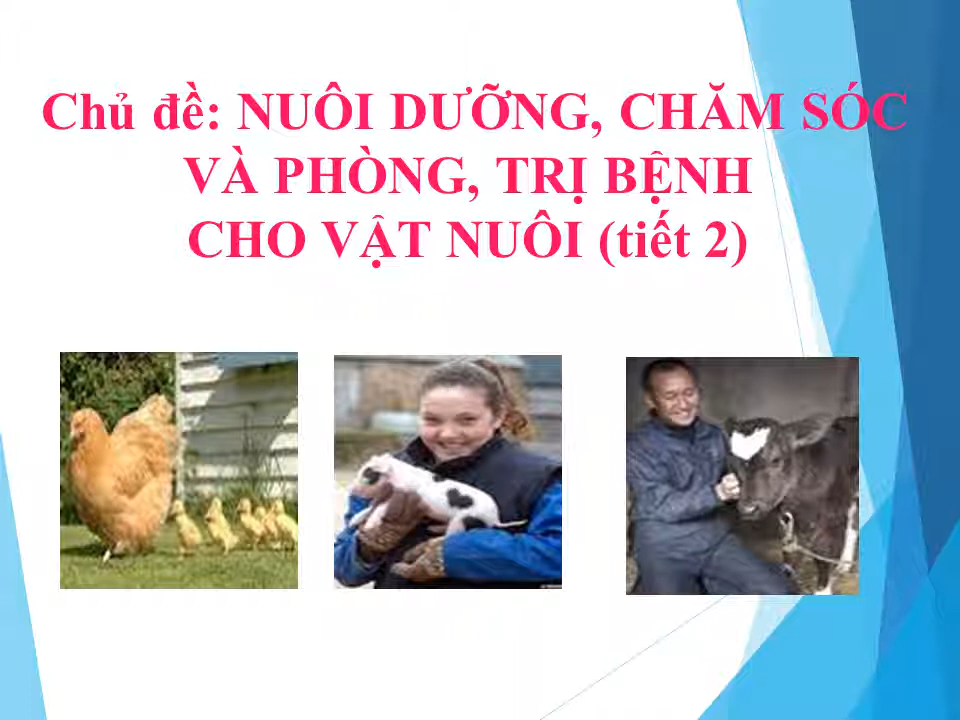 Chủ đề: NUÔI DƯỠNG, CHĂM SÓC
VÀ PHÒNG, TRỊ BỆNH
CHO VẬT NUÔI (tiết 2)